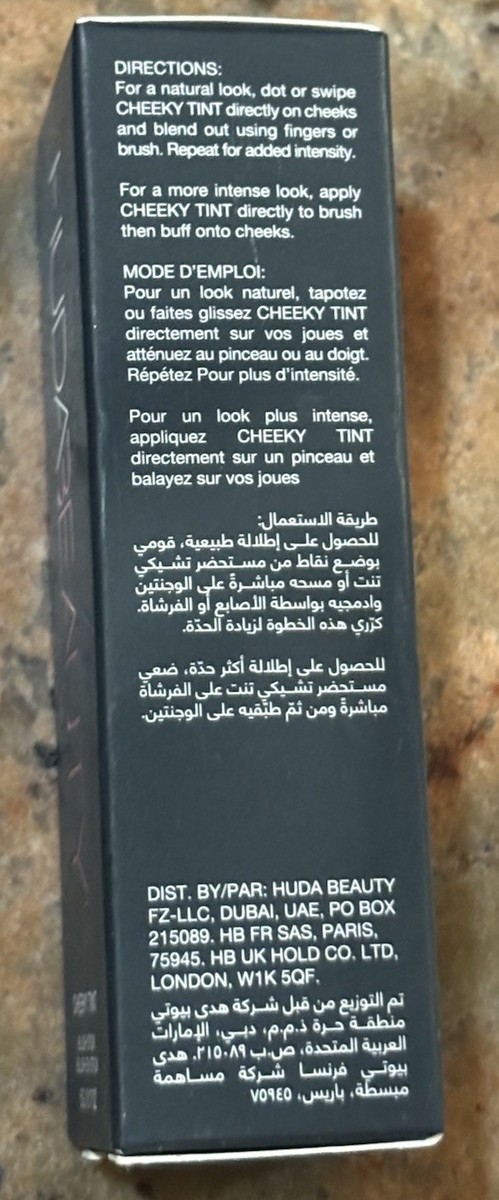 DIRECTIONS:
For a natural look, dot or swipe
CHEEKY TINT directly on cheeks
and blend out using fingers or
brush. Repeat for added intensity.
For a more intense look, apply
CHEEKY TINT directly to brush
then buff onto cheeks.
MODE D'EMPLOI:
Pour un look naturel, tapotez
ou faites glissez CHEEKY TINT
directement sur vos joues et
atténuez au pinceau ou au doigt.
Répétez Pour plus d'intensité.
Pour un look plus intense,
appliquez CHEEKY TINT
directement sur un pinceau et
balayez sur vos joues
طريقة الاستعمال:
للحصول على إطلالة طبيعية، قومي
بوضع نقاط من مستحضر تشيكي
تنت أو مسحه مباشرةً على الوجنتين
وادمجيه بواسطة الأصابع أو الفرشاة.
كرّري هذه الخطوة لزيادة الحدّة.
للحصول على إطلالة أكثر حدّة، ضعي
مستحضر تشيكي تنت على الفرشاة
مباشرةً ومن ثمّ طبّقيه على الوجنتين.
DIST. BY/PAR: HUDA BEAUTY
FZ-LLC, DUBAI, UAE, PO BOX
215089. HB FR SAS, PARIS,
75945. HB UK HOLD CO. LTD,
LONDON, W1K 5QF.
تم التوزيع من قبل شركة هدى بيوتي
منطقة حرة ذ.م.م، دبي، الإمارات
العربية المتحدة، ص.ب ٢١٥٠٨٩. هدى
بيوتي فرنسا شركة مساهمة
مبسطة، باريس، ٧٥٩٤٥
HUDABEAUTY